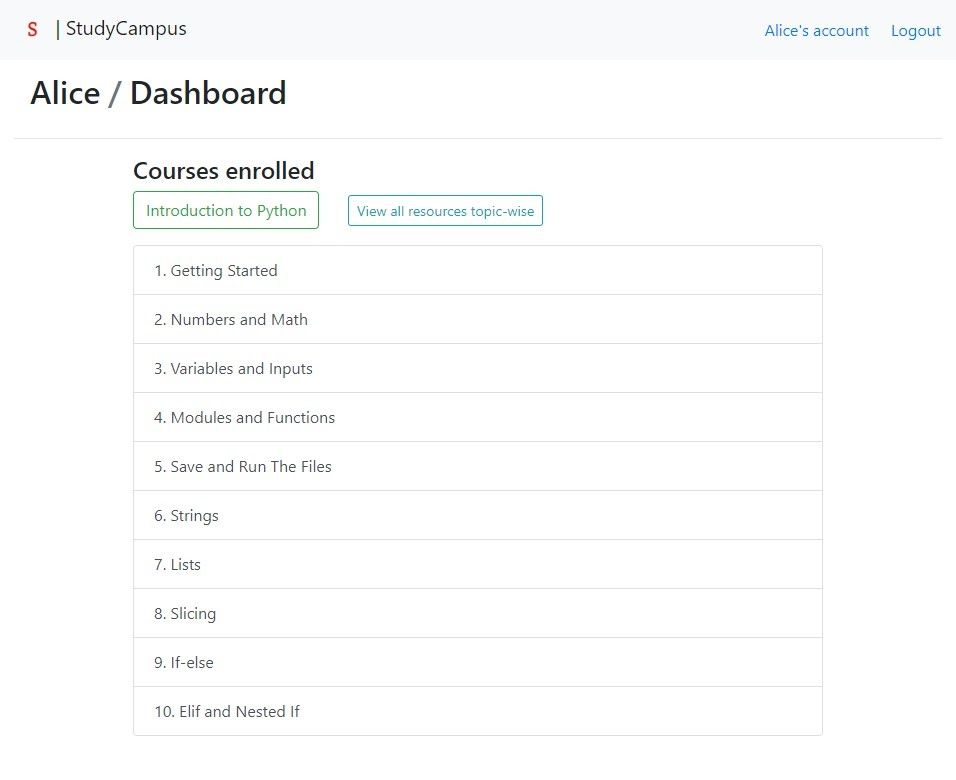 S | StudyCampus Alice's account Logout
Alice / Dashboard
Courses enrolled
Introduction to Python View all resources topic-wise
1. Getting Started
2. Numbers and Math
3. Variables and Inputs
4. Modules and Functions
5. Save and Run The Files
6. Strings
7. Lists
8. Slicing
9. If-else
10. Elif and Nested If